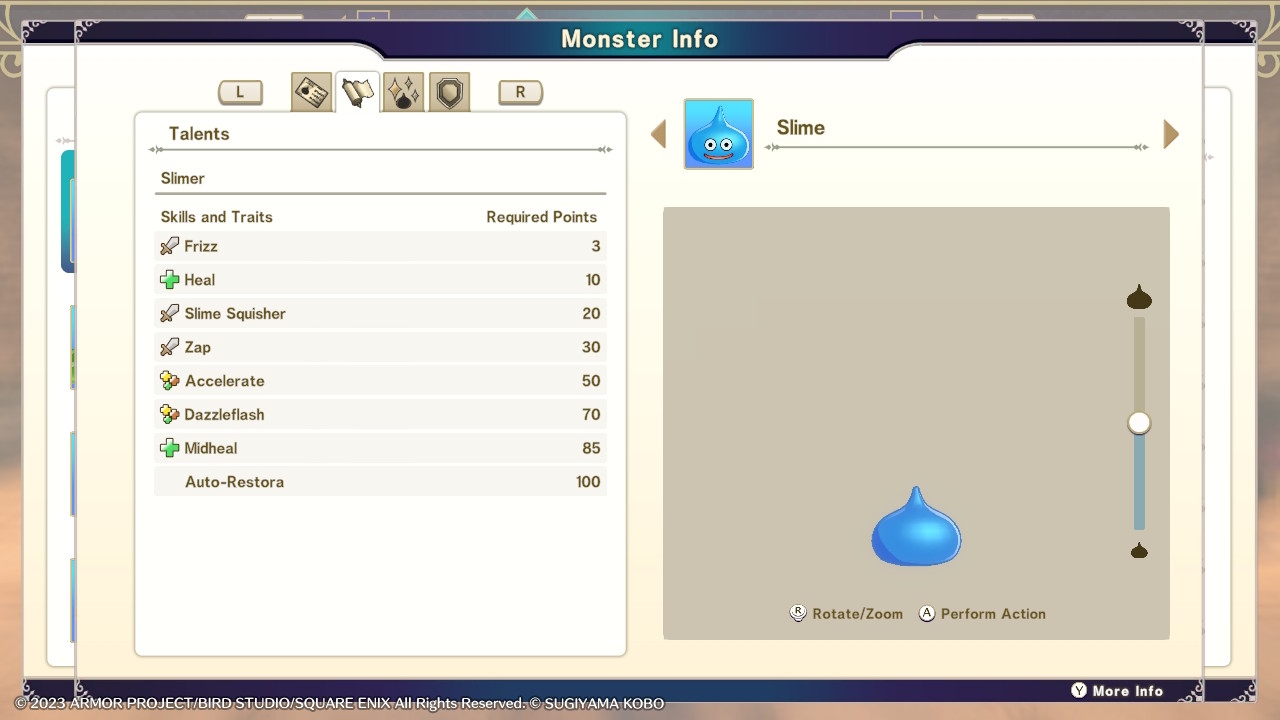 Monster Info
L
R
Talents
Slimer
Skills and Traits Required Points
Frizz 3
Heal 10
Slime Squisher 20
Zap 30
Accelerate 50
Dazzleflash 70
Midheal 85
Auto-Restora 100
Slime
R Rotate/Zoom A Perform Action
Y More Info
© 2023 ARMOR PROJECT/BIRD STUDIO/SQUARE ENIX All Rights Reserved. © SUGIYAMA KOBO